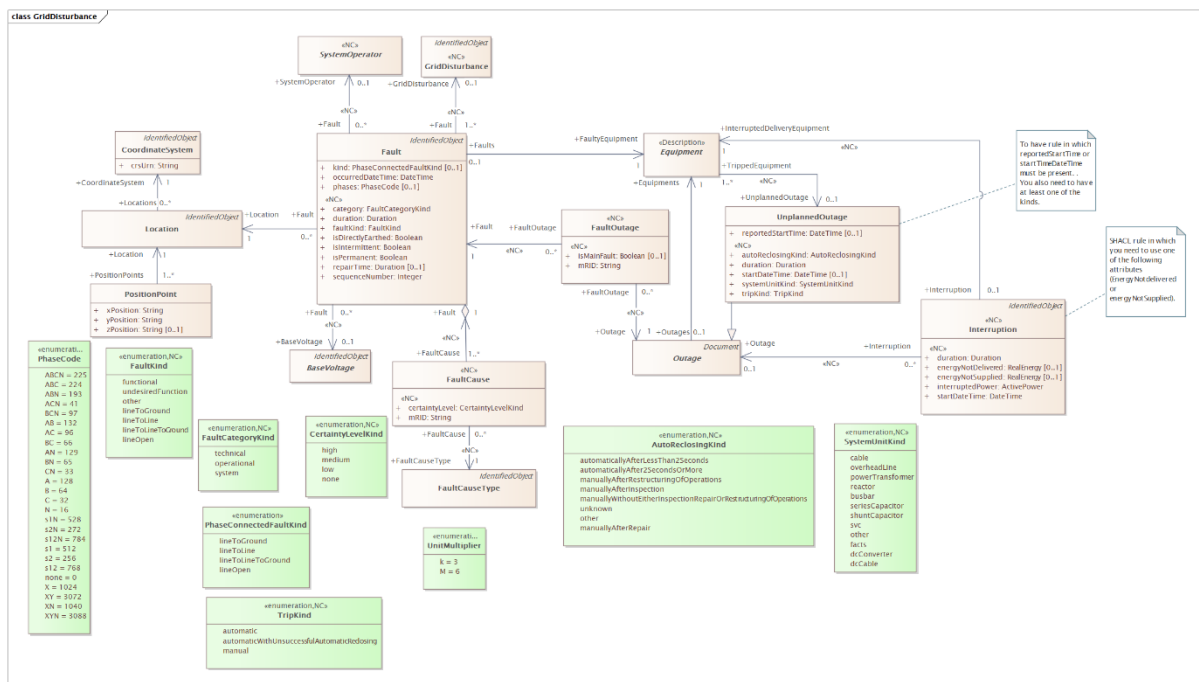 class GridDisturbance
«NC»
SystemOperator
IdentifiedObject
«NC»
GridDisturbance
+SystemOperator
0..1
+GridDisturbance
0..1
«NC»
«NC»
+Fault
0..*
+Fault
1..*
IdentifiedObject
CoordinateSystem
+ crsUrn: String
+CoordinateSystem
1
+Locations
0..*
IdentifiedObject
Location
+Location
1
+Fault
0..*
+Location
1
+PositionPoints
1..*
PositionPoint
+ xPosition: String
+ yPosition: String
+ zPosition: String [0..1]
IdentifiedObject
Fault
+ kind: PhaseConnectedFaultKind [0..1]
+ occurredDateTime: DateTime
+ phases: PhaseCode [0..1]
«NC»
+ category: FaultCategoryKind
+ duration: Duration
+ faultKind: FaultKind
+ isDirectlyEarthed: Boolean
+ isIntermittent: Boolean
+ isPermanent: Boolean
+ repairTime: Duration [0..1]
+ sequenceNumber: Integer
+Faults
0..1
+FaultyEquipment
1
«Description»
Equipment
+InterruptedDeliveryEquipment
1
«NC»
+TrippedEquipment
1
«NC»
+Equipments
1
+UnplannedOutage
0..*
To have rule in which
reportedStartTime or
startTimeDateTime
must be present. .
You also need to have
at least one of the
kinds.
UnplannedOutage
+ reportedStartTime: DateTime [0..1]
«NC»
+ autoReclosingKind: AutoReclosingKind
+ duration: Duration
+ startDateTime: DateTime [0..1]
+ systemUnitKind: SystemUnitKind
+ tripKind: TripKind
+Fault
1
«NC»
+FaultOutage
0..*
«NC»
FaultOutage
+ isMainFault: Boolean [0..1]
+ mRID: String
+FaultOutage
0..*
«NC»
+Outage
1
+Outages
0..1
Document
Outage
+Outage
0..1
«NC»
+Interruption
0..*
SHACL rule in which
you need to use one
of the following
attributes
(EnergyNotdelivered
or
energyNotSupplied).
+Interruption
0..1
IdentifiedObject
«NC»
Interruption
«NC»
+ duration: Duration
+ energyNotDelivered: RealEnergy [0..1]
+ energyNotSupplied: RealEnergy [0..1]
+ interruptedPower: ActivePower
+ startDateTime: DateTime
+Fault
0..*
+BaseVoltage
0..1
IdentifiedObject
BaseVoltage
+Fault
1
«NC»
+FaultCause
1..*
«NC»
FaultCause
«NC»
+ certaintyLevel: CertaintyLevelKind
+ mRID: String
+FaultCause
0..*
«NC»
+FaultCauseType
1
IdentifiedObject
FaultCauseType
«enumerati...
PhaseCode
ABCN = 225
ABC = 224
ABN = 193
ACN = 41
BCN = 97
AB = 132
AC = 96
BC = 66
AN = 129
BN = 65
CN = 33
A = 128
B = 64
C = 32
N = 16
s1N = 528
s2N = 272
s12N = 784
s1 = 512
s2 = 256
s12 = 768
none = 0
X = 1024
XY = 3072
XN = 1040
XYN = 3088
«enumeration,NC»
FaultKind
functional
undesiredFunction
other
lineToGround
lineToLine
lineToLineToGround
lineOpen
«enumeration,NC»
FaultCategoryKind
technical
operational
system
«enumeration,NC»
CertaintyLevelKind
high
medium
low
none
«enumeration»
PhaseConnectedFaultKind
lineToGround
lineToLine
lineToLineToGround
lineOpen
«enumeration,NC»
TripKind
automatic
automaticWithUnsuccessfulAutomaticReclosing
manual
«enumerati...
UnitMultiplier
k = 3
M = 6
«enumeration,NC»
AutoReclosingKind
automaticallyAfterLessThan2Seconds
automaticallyAfter2SecondsOrMore
manuallyAfterRestructuringOfOperations
manuallyAfterInspection
manuallyWithoutEitherInspectionRepairOrRestructuringOfOperations
unknown
other
manuallyAfterRepair
«enumeration,NC»
SystemUnitKind
cable
overheadLine
powerTransformer
reactor
busbar
seriesCapacitor
shuntCapacitor
svc
other
facts
dcConverter
dcCable